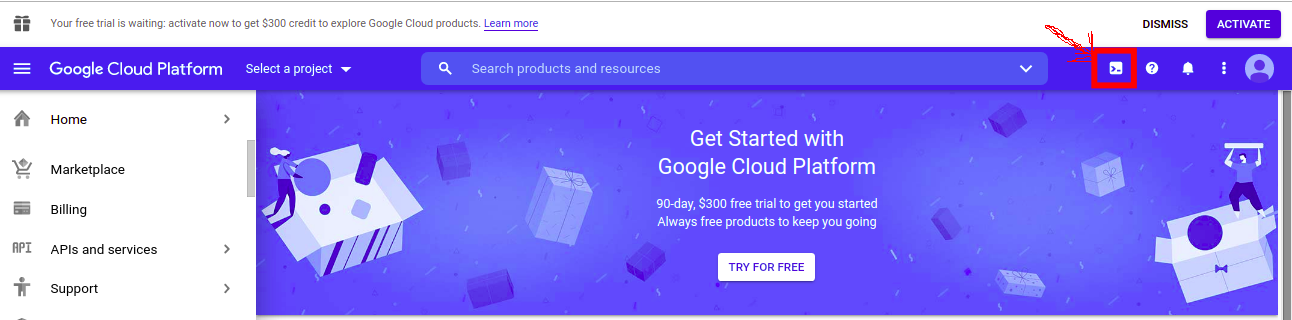 Your free trial is waiting: activate now to get $300 credit to explore Google Cloud products. Learn more
DISMISS
ACTIVATE
Google Cloud Platform
Select a project
Search products and resources
Home
Marketplace
Billing
API
APIs and services
Support
Get Started with
Google Cloud Platform
90-day, $300 free trial to get you started
Always free products to keep you going
TRY FOR FREE